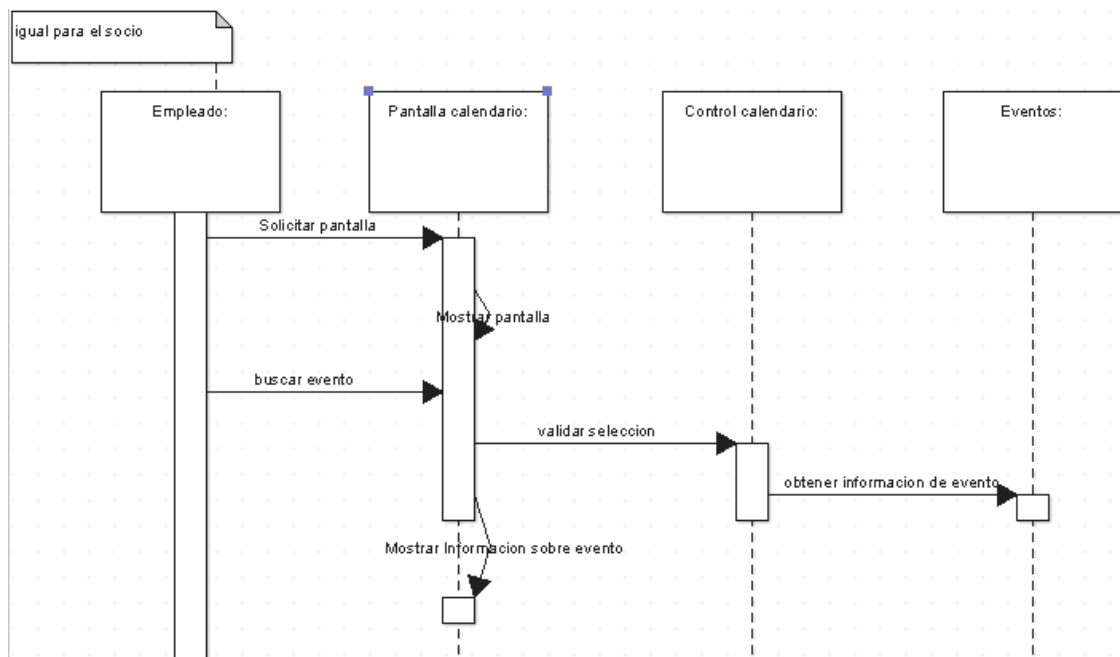 igual para el socio
Empleado:
Pantalla calendario:
Control calendario:
Eventos:
Solicitar pantalla
Mostrar pantalla
buscar evento
validar seleccion
obtener informacion de evento
Mostrar Informacion sobre evento